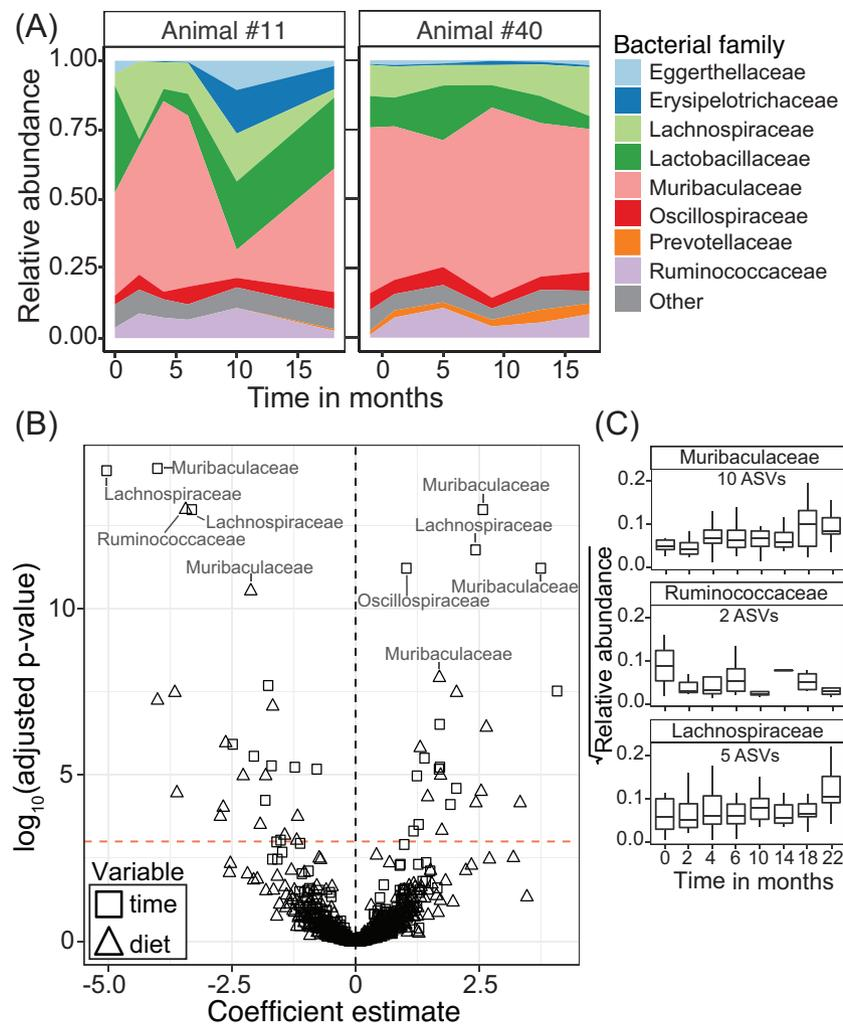 (A)
Animal #11
Animal #40
Relative abundance
1.00
0.75
0.50
0.25
0.00
0 5 10 15
0 5 10 15
Time in months
Bacterial family
Eggerthellaceae
Erysipelotrichaceae
Lachnospiraceae
Lactobacillaceae
Muribaculaceae
Oscillospiraceae
Prevotellaceae
Ruminococcaceae
Other
(B)
log10(adjusted p-value)
10
5
0
Muribaculaceae
Lachnospiraceae
Lachnospiraceae
Ruminococcaceae
Muribaculaceae
Muribaculaceae
Lachnospiraceae
Muribaculaceae
Oscillospiraceae
Muribaculaceae
Variable
time
diet
-5.0 -2.5 0 2.5
Coefficient estimate
(C)
√Relative abundance
Muribaculaceae
10 ASVs
0.2
0.1
0.0
Ruminococcaceae
2 ASVs
0.2
0.1
0.0
Lachnospiraceae
5 ASVs
0.2
0.1
0.0
0 2 4 6 10 14 18 22
Time in months